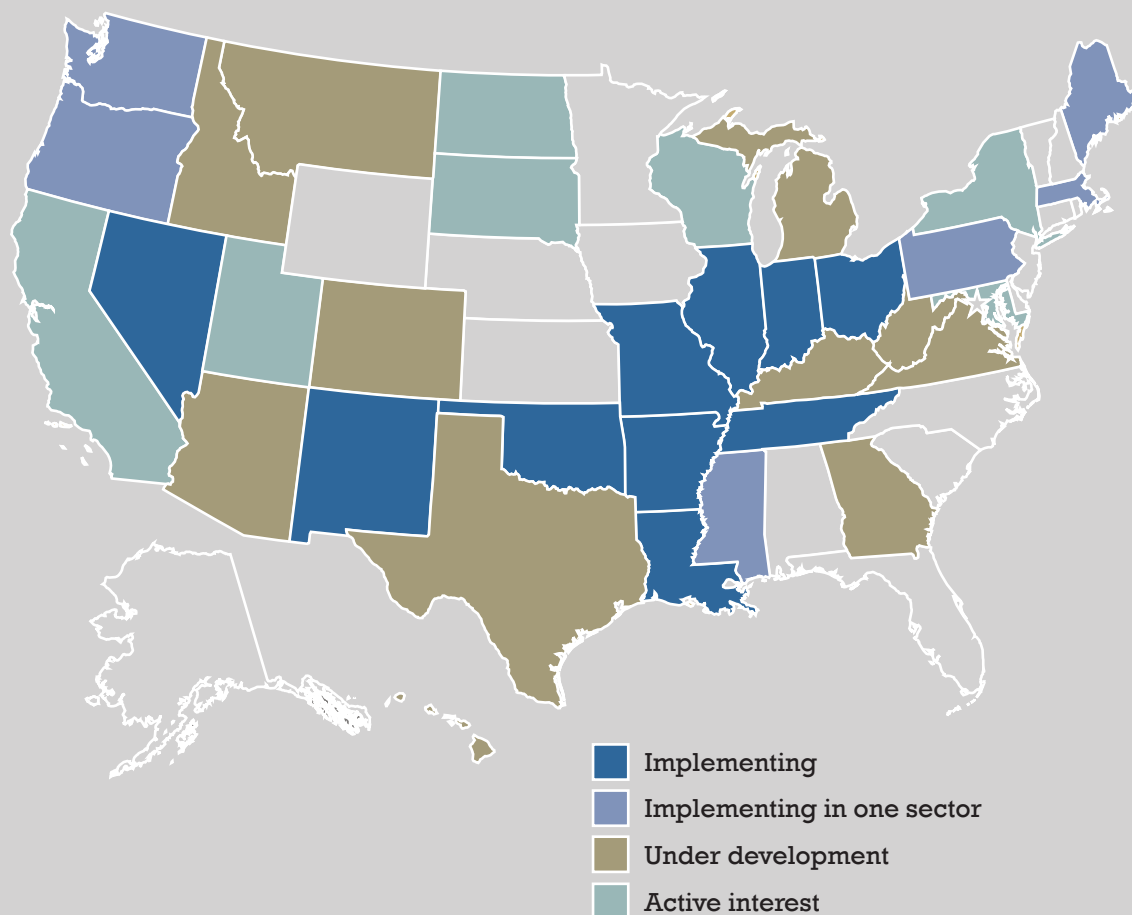 Implementing
Implementing in one sector
Under development
Active interest